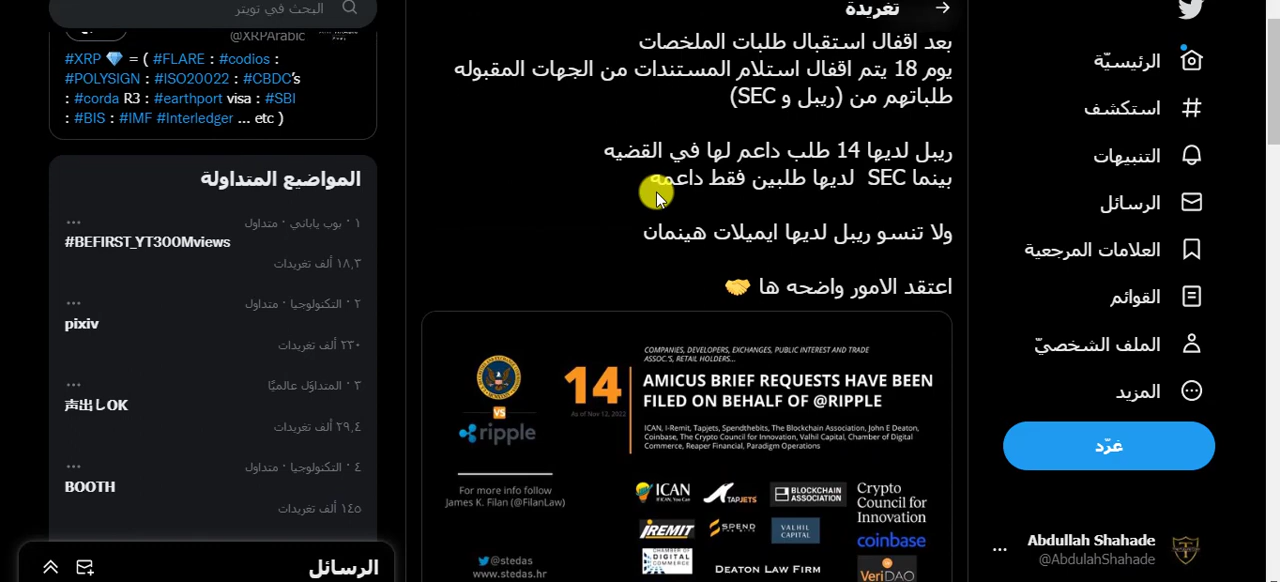 الرئيسيّة
استكشف
التنبيهات
الرسائل
العلامات المرجعية
القوائم
الملف الشخصيّ
المزيد
غرّد
Abdullah Shahade
@AbdulahShahade
تغريدة
بعد اقفال استقبال طلبات الملخصات
يوم 18 يتم اقفال استلام المستندات من الجهات المقبوله
طلباتهم من (ريبل و SEC)
ريبل لديها 14 طلب داعم لها في القضيه
بينما SEC لديها طلبين فقط داعمه
ولا تنسو ريبل لديها ايميلات هينمان
اعتقد الامور واضحه ها 🤝
COMPANIES, DEVELOPERS, EXCHANGES, PUBLIC INTEREST AND TRADE
ASSOC'S, RETAIL HOLDERS...
14
As of Nov 12, 2022
AMICUS BRIEF REQUESTS HAVE BEEN
FILED ON BEHALF OF @RIPPLE
ICAN, I-Remit, Tapjets, Spendthebits, The Blockchain Association, John E Deaton,
Coinbase, The Crypto Council for Innovation, Valhil Capital, Chamber of Digital
Commerce, Reaper Financial, Paradigm Operations
VS
ripple
For more info follow
James K. Filan (@FilanLaw)
@stedas
www.stedas.hr
ICAN
TAPJETS
BLOCKCHAIN
ASSOCIATION
Crypto
Council for
Innovation
IREMIT
SPEND
VALHIL
CAPITAL
coinbase
CHAMBER OF
DIGITAL
COMMERCE
DEATON LAW FIRM
VeriDAO
البحث في تويتر
@XRPArabic
#XRP 💎 = ( #FLARE : #codios :
#POLYSIGN : #ISO20022 : #CBDC's
: #corda R3 : #earthport visa : #SBI
: #BIS : #IMF #Interledger ... etc )
المواضيع المتداولة
١ · بوب ياباني · متداول
#BEFIRST_YT300Mviews
١٨٫٣ ألف تغريدات
٢ · التكنولوجيا · متداول
pixiv
٢٣٠ ألف تغريدات
٣ · المتداوَل عالميًا
声出しOK
٢٩٫٤ ألف تغريدات
٤ · التكنولوجيا · متداول
BOOTH
١٤٥ ألف تغريدات
الرسائل